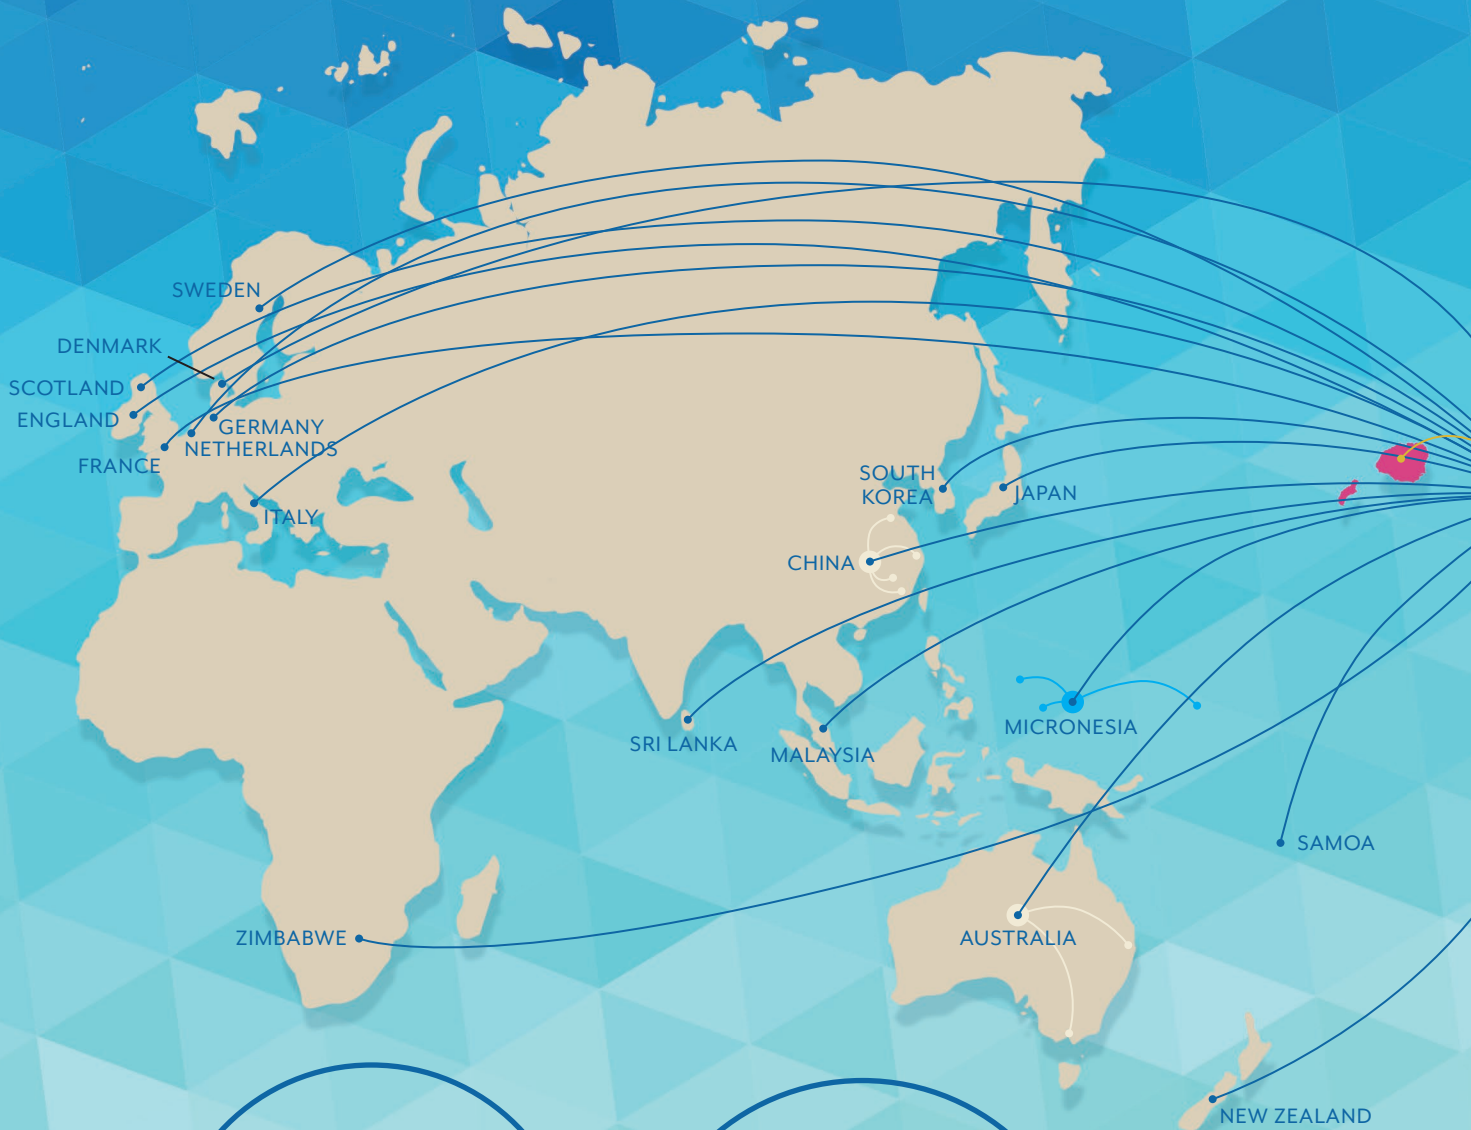 SWEDEN
DENMARK
SCOTLAND
ENGLAND
GERMANY
NETHERLANDS
FRANCE
ITALY
SOUTH
KOREA
JAPAN
CHINA
SRI LANKA
MALAYSIA
MICRONESIA
SAMOA
ZIMBABWE
AUSTRALIA
NEW ZEALAND